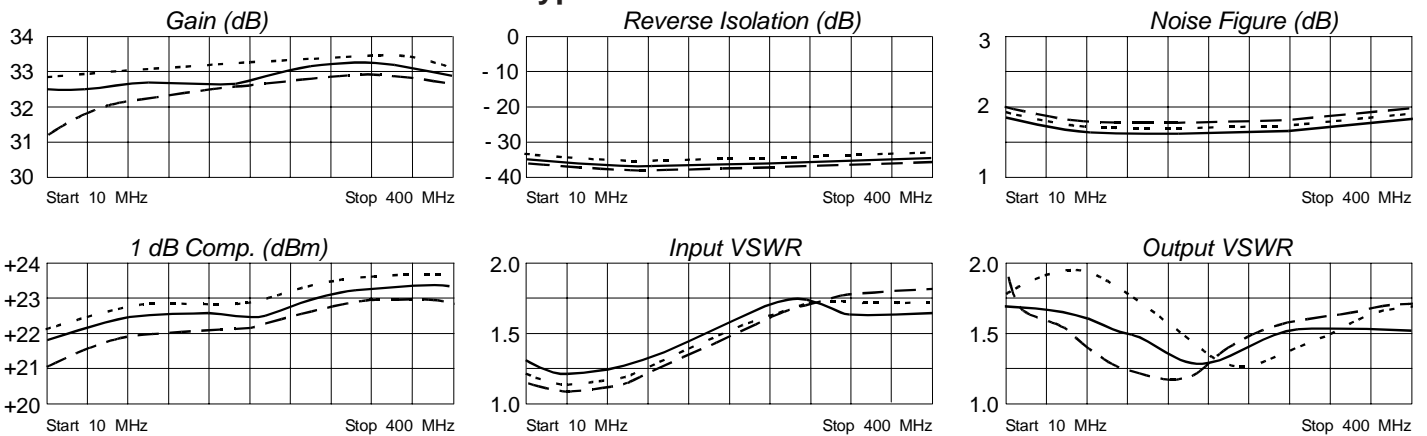 Gain (dB)
34
33
32
31
30
Start 10 MHz
Stop 400 MHz
Reverse Isolation (dB)
0
- 10
- 20
- 30
- 40
Start 10 MHz
Stop 400 MHz
Noise Figure (dB)
3
2
1
Start 10 MHz
Stop 400 MHz
1 dB Comp. (dBm)
+24
+23
+22
+21
+20
Start 10 MHz
Stop 400 MHz
Input VSWR
2.0
1.5
1.0
Start 10 MHz
Stop 400 MHz
Output VSWR
2.0
1.5
1.0
Start 10 MHz
Stop 400 MHz